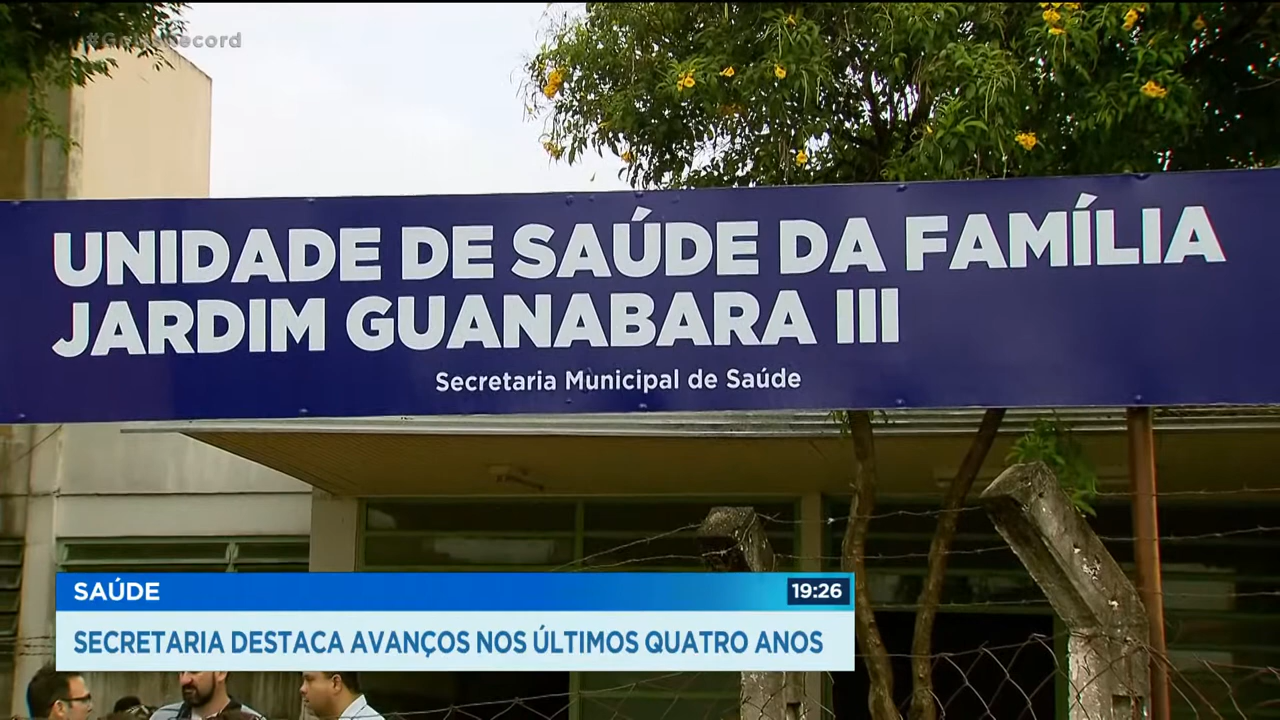 UNIDADE DE SAÚDE DA FAMÍLIA
JARDIM GUANABARA III
Secretaria Municipal de Saúde
SAÚDE
19:26
SECRETARIA DESTACA AVANÇOS NOS ÚLTIMOS QUATRO ANOS